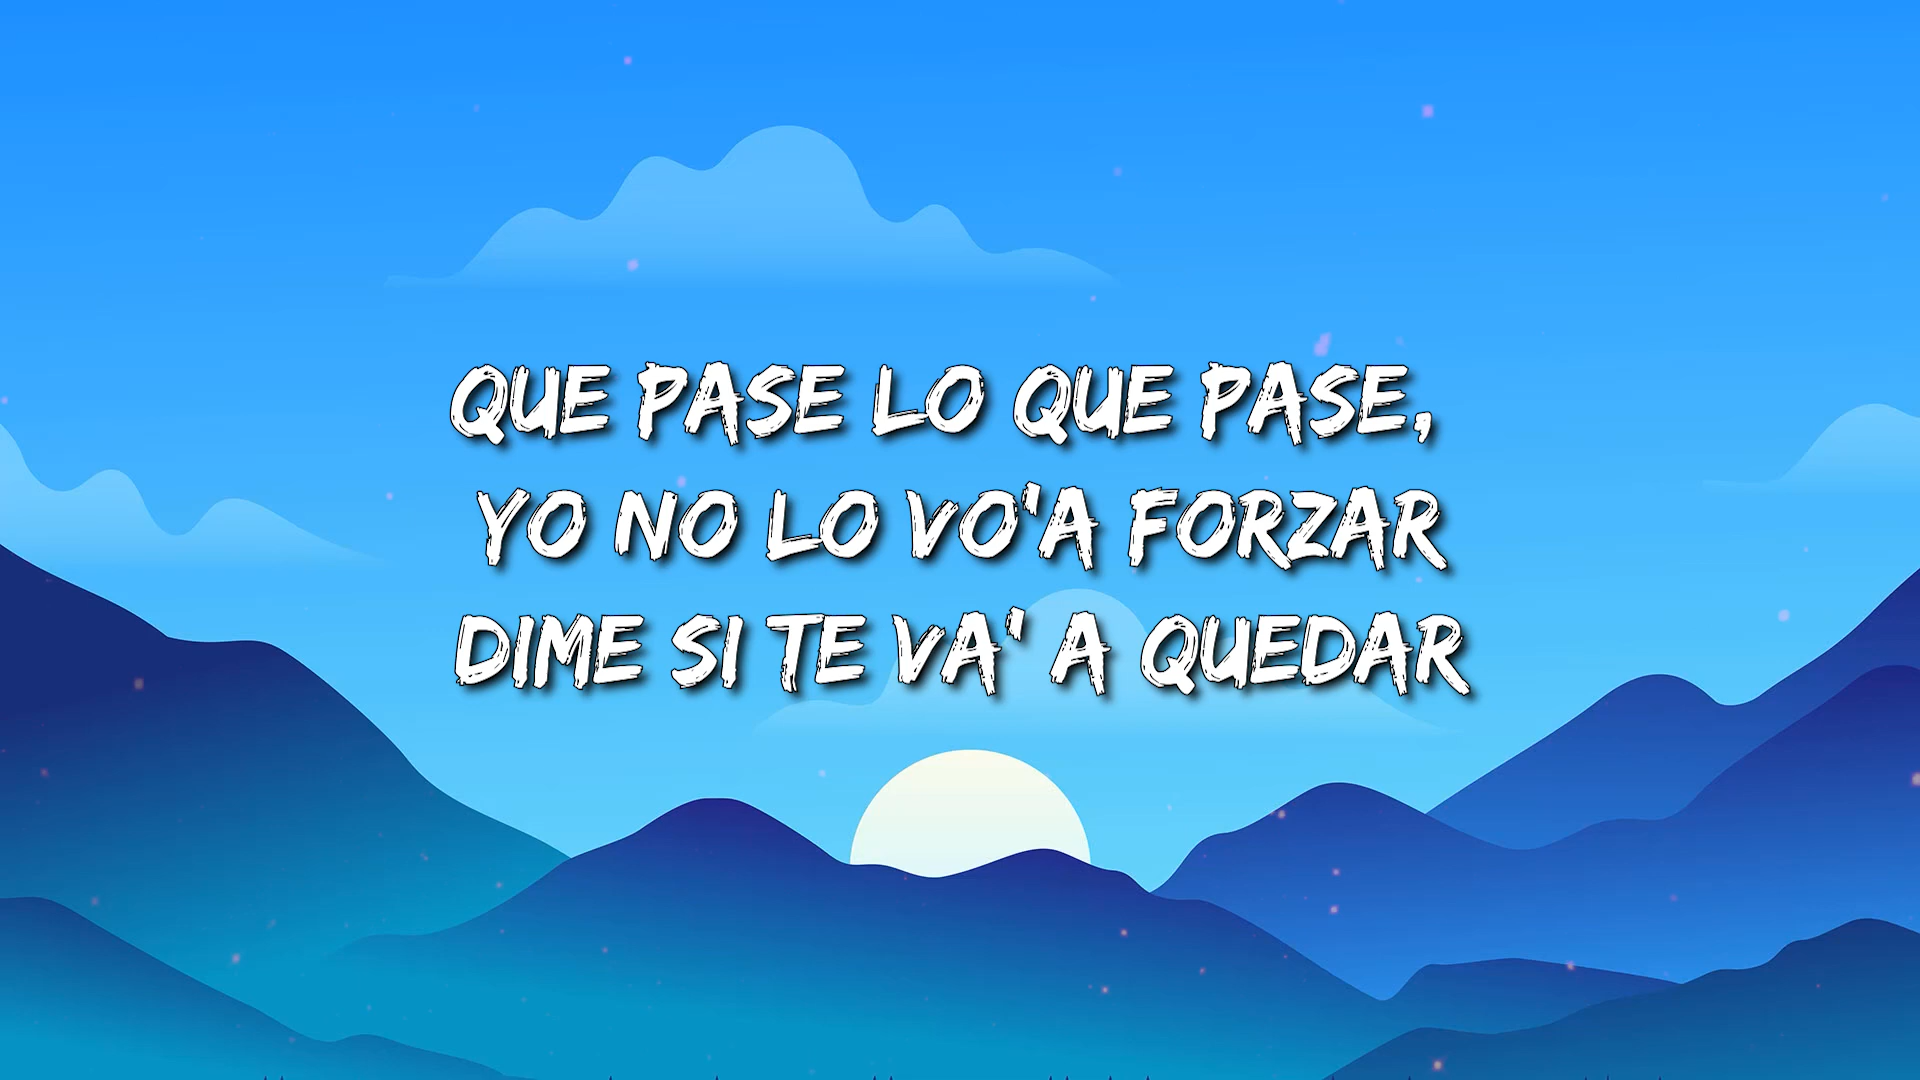 QUE PASE LO QUE PASE,
YO NO LO VO'A FORZAR
DIME SI TE VA' A QUEDAR